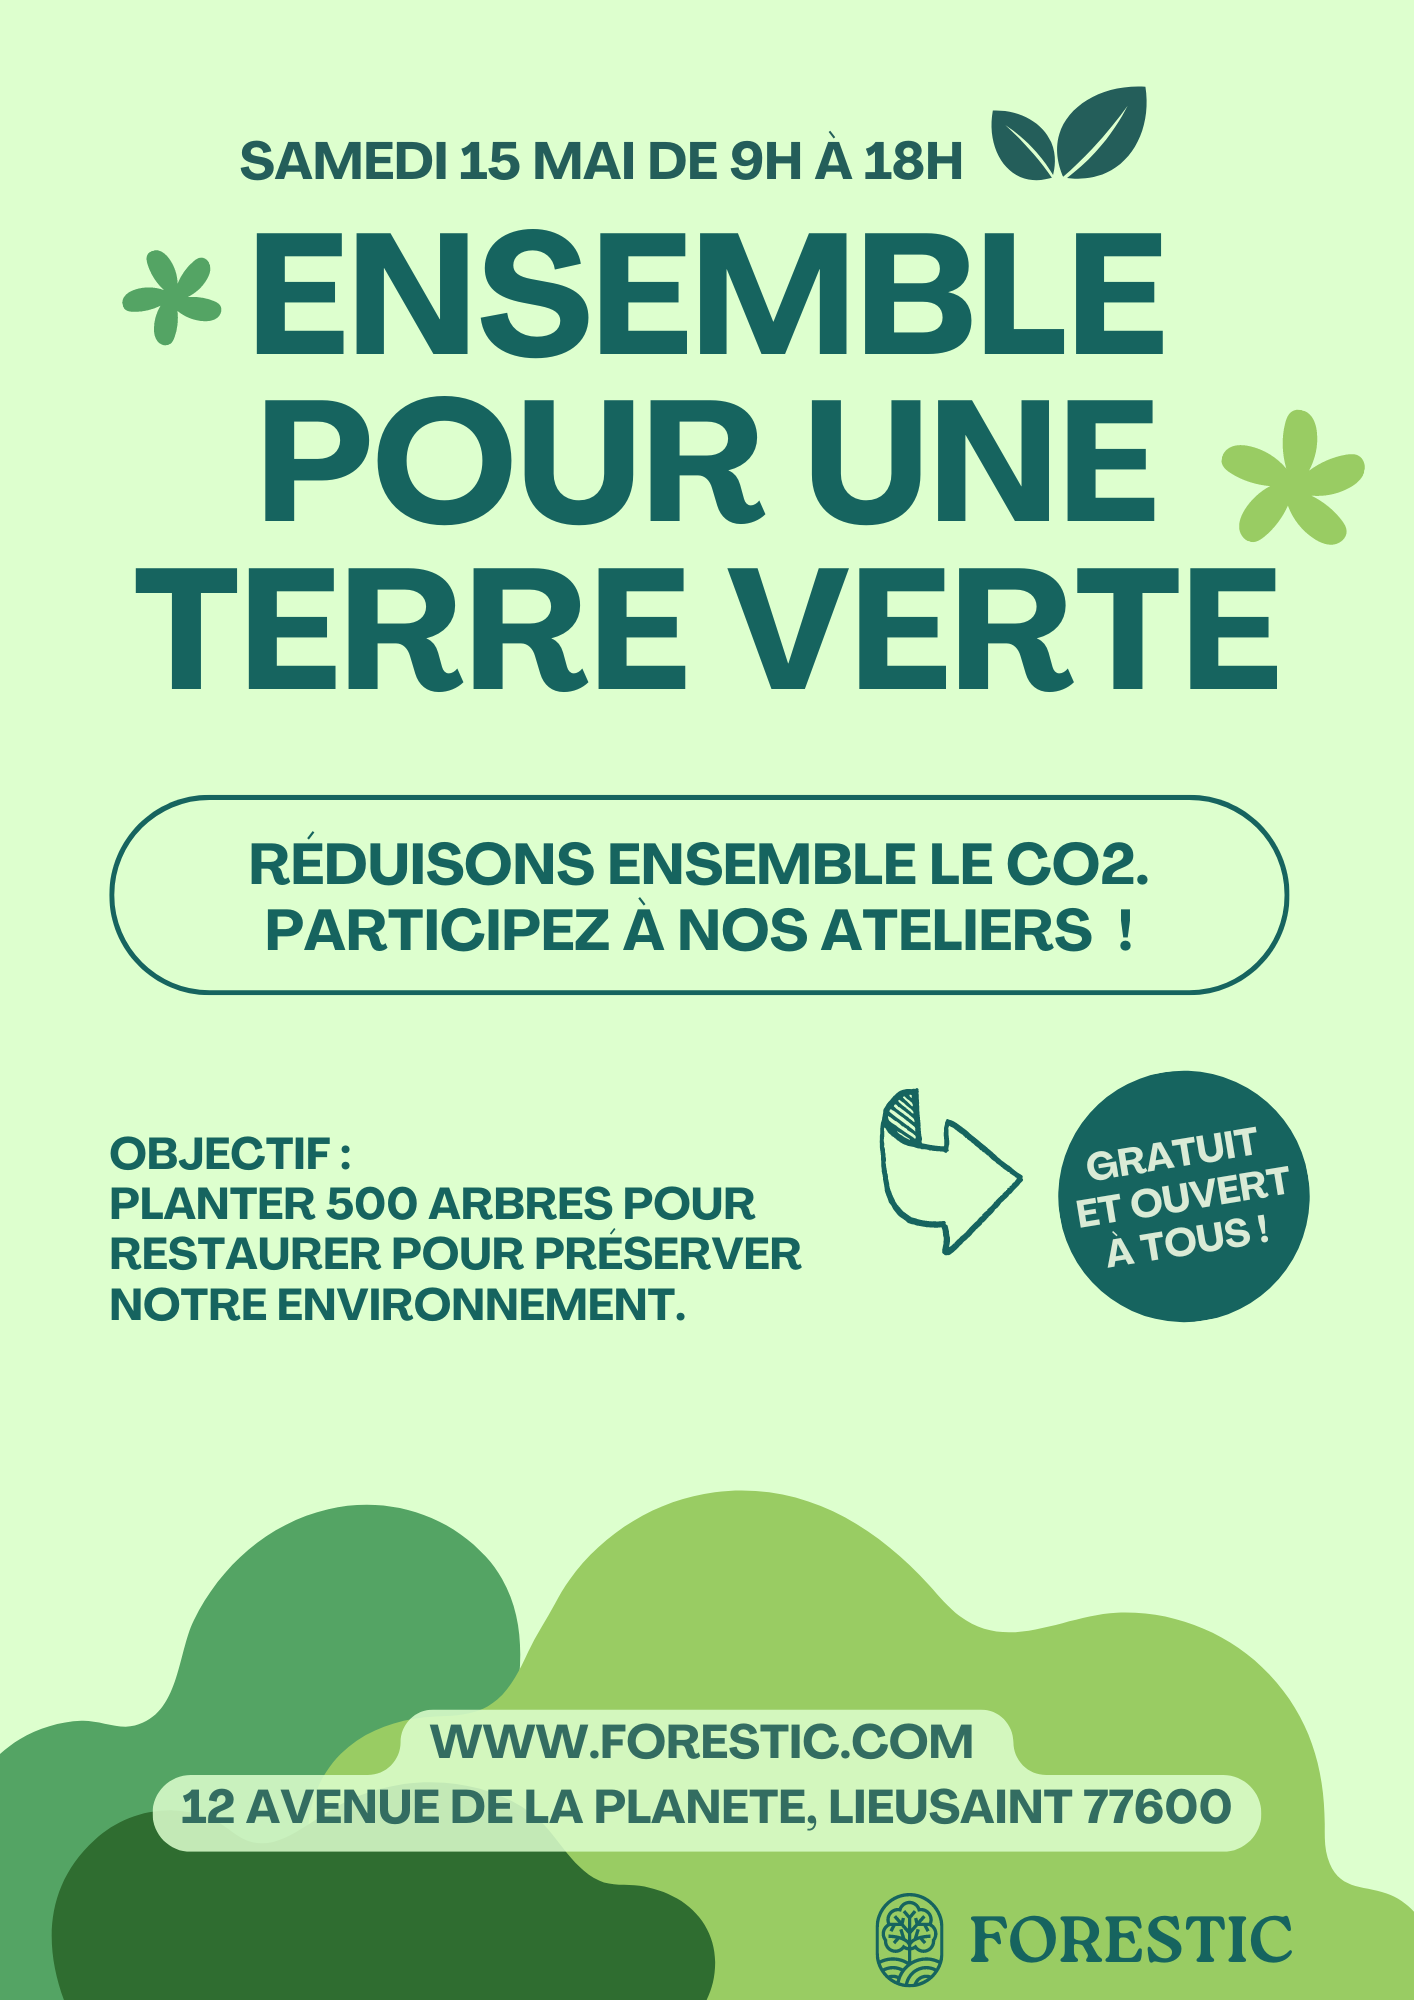 SAMEDI 15 MAI DE 9H À 18H
ENSEMBLE
POUR UNE
TERRE VERTE
RÉDUISONS ENSEMBLE LE CO2.
PARTICIPEZ À NOS ATELIERS !
OBJECTIF :
PLANTER 500 ARBRES POUR
RESTAURER POUR PRÉSERVER
NOTRE ENVIRONNEMENT.
GRATUIT
ET OUVERT
À TOUS !
WWW.FORESTIC.COM
12 AVENUE DE LA PLANETE, LIEUSAINT 77600
FORESTIC